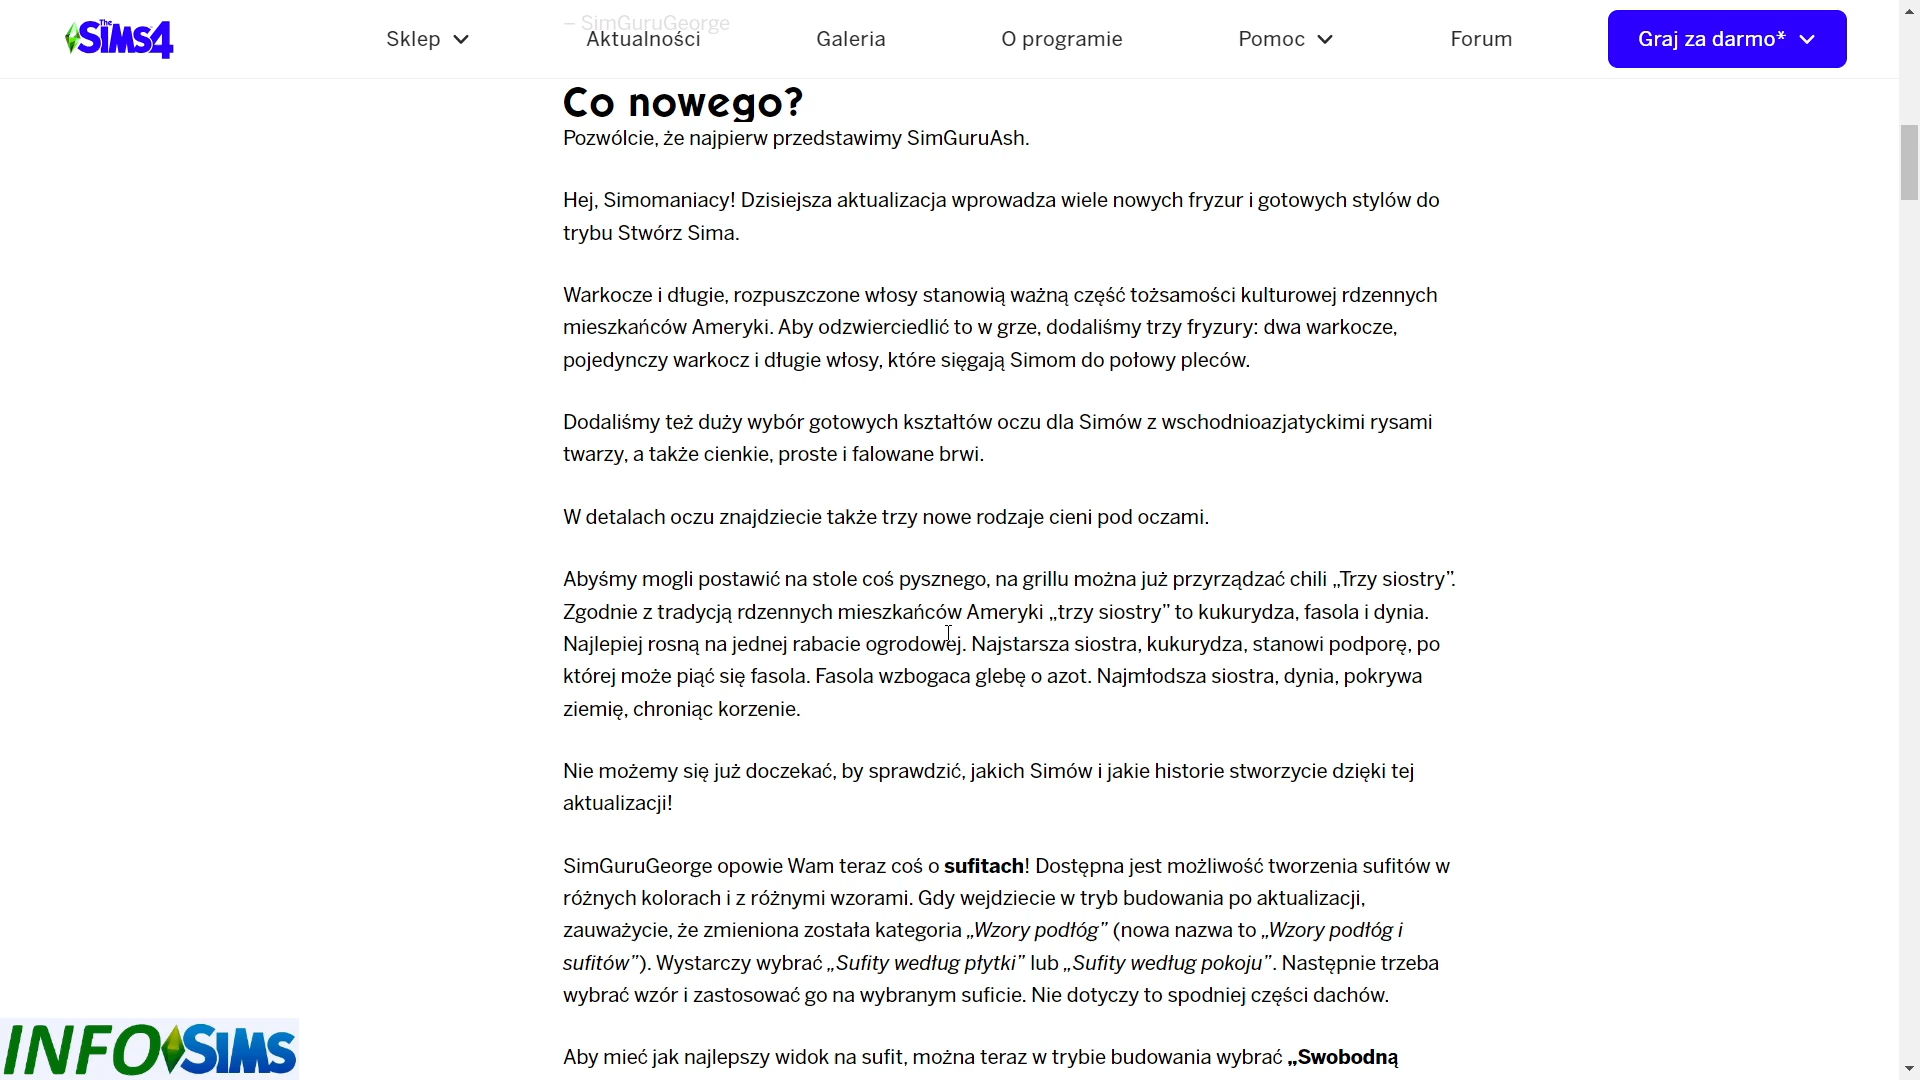 – SimGuruGeorge
The Sims 4
Sklep
Aktualności
Galeria
O programie
Pomoc
Forum
Graj za darmo*
Co nowego?
Pozwólcie, że najpierw przedstawimy SimGuruAsh.
Hej, Simomaniacy! Dzisiejsza aktualizacja wprowadza wiele nowych fryzur i gotowych stylów do
trybu Stwórz Sima.
Warkocze i długie, rozpuszczone włosy stanowią ważną część tożsamości kulturowej rdzennych
mieszkańców Ameryki. Aby odzwierciedlić to w grze, dodaliśmy trzy fryzury: dwa warkocze,
pojedynczy warkocz i długie włosy, które sięgają Simom do połowy pleców.
Dodaliśmy też duży wybór gotowych kształtów oczu dla Simów z wschodnioazjatyckimi rysami
twarzy, a także cienkie, proste i falowane brwi.
W detalach oczu znajdziecie także trzy nowe rodzaje cieni pod oczami.
Abyśmy mogli postawić na stole coś pysznego, na grillu można już przyrządzać chili „Trzy siostry”.
Zgodnie z tradycją rdzennych mieszkańców Ameryki „trzy siostry” to kukurydza, fasola i dynia.
Najlepiej rosną na jednej rabacie ogrodowej. Najstarsza siostra, kukurydza, stanowi podporę, po
której może piąć się fasola. Fasola wzbogaca glebę o azot. Najmłodsza siostra, dynia, pokrywa
ziemię, chroniąc korzenie.
Nie możemy się już doczekać, by sprawdzić, jakich Simów i jakie historie stworzycie dzięki tej
aktualizacji!
SimGuruGeorge opowie Wam teraz coś o sufitach! Dostępna jest możliwość tworzenia sufitów w
różnych kolorach i z różnymi wzorami. Gdy wejdziecie w tryb budowania po aktualizacji,
zauważycie, że zmieniona została kategoria „Wzory podłóg” (nowa nazwa to „Wzory podłóg i
sufitów”). Wystarczy wybrać „Sufity według płytki” lub „Sufity według pokoju”. Następnie trzeba
wybrać wzór i zastosować go na wybranym suficie. Nie dotyczy to spodniej części dachów.
Aby mieć jak najlepszy widok na sufit, można teraz w trybie budowania wybrać „Swobodną
INFO SIMS